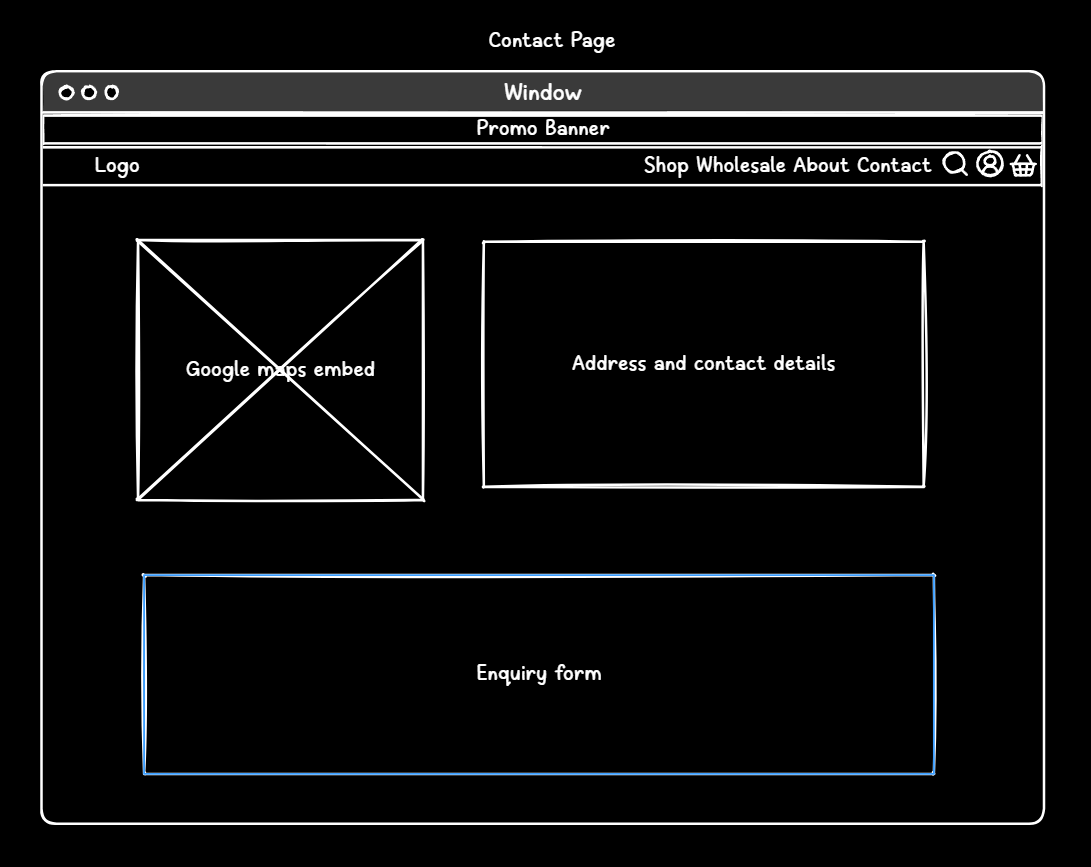 Contact Page
Window
Promo Banner
Logo
Shop Wholesale About Contact
Google maps embed
Address and contact details
Enquiry form